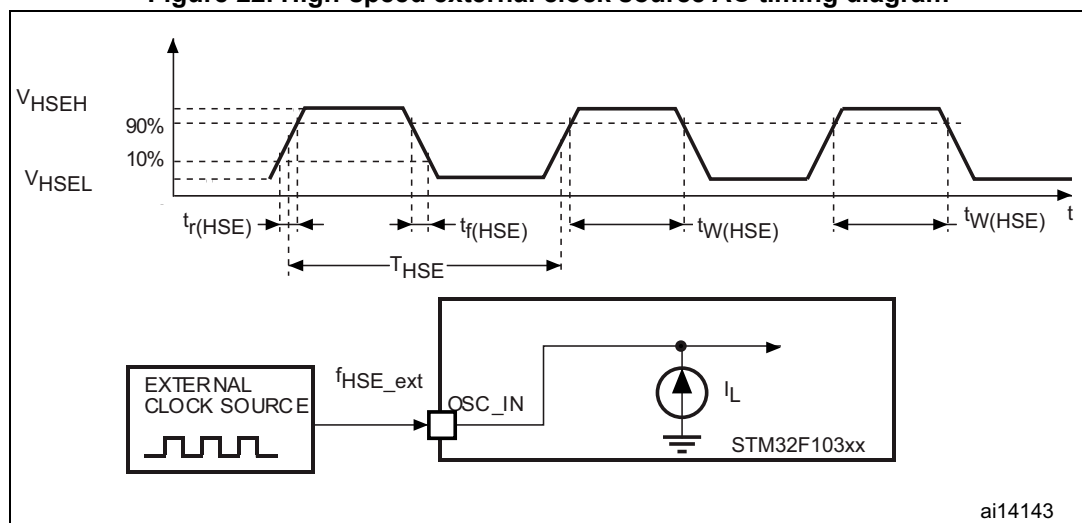 Figure 22. High-speed external clock source AC timing diagram
VHSEH
90%
10%
VHSEL
tr(HSE)
tf(HSE)
tW(HSE)
tW(HSE)
t
THSE
EXTERNAL
CLOCK SOURCE
fHSE_ext
OSC_IN
IL
STM32F103xx
ai14143